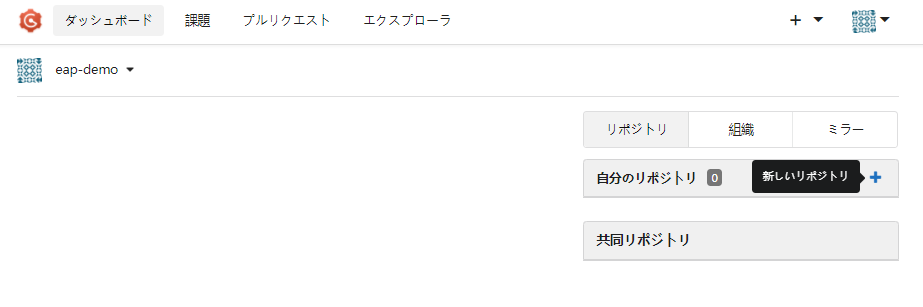 ダッシュボード 課題 プルリクエスト エクスプローラ
eap-demo
リポジトリ 組織 ミラー
自分のリポジトリ 0 新しいリポジトリ
共同リポジトリ